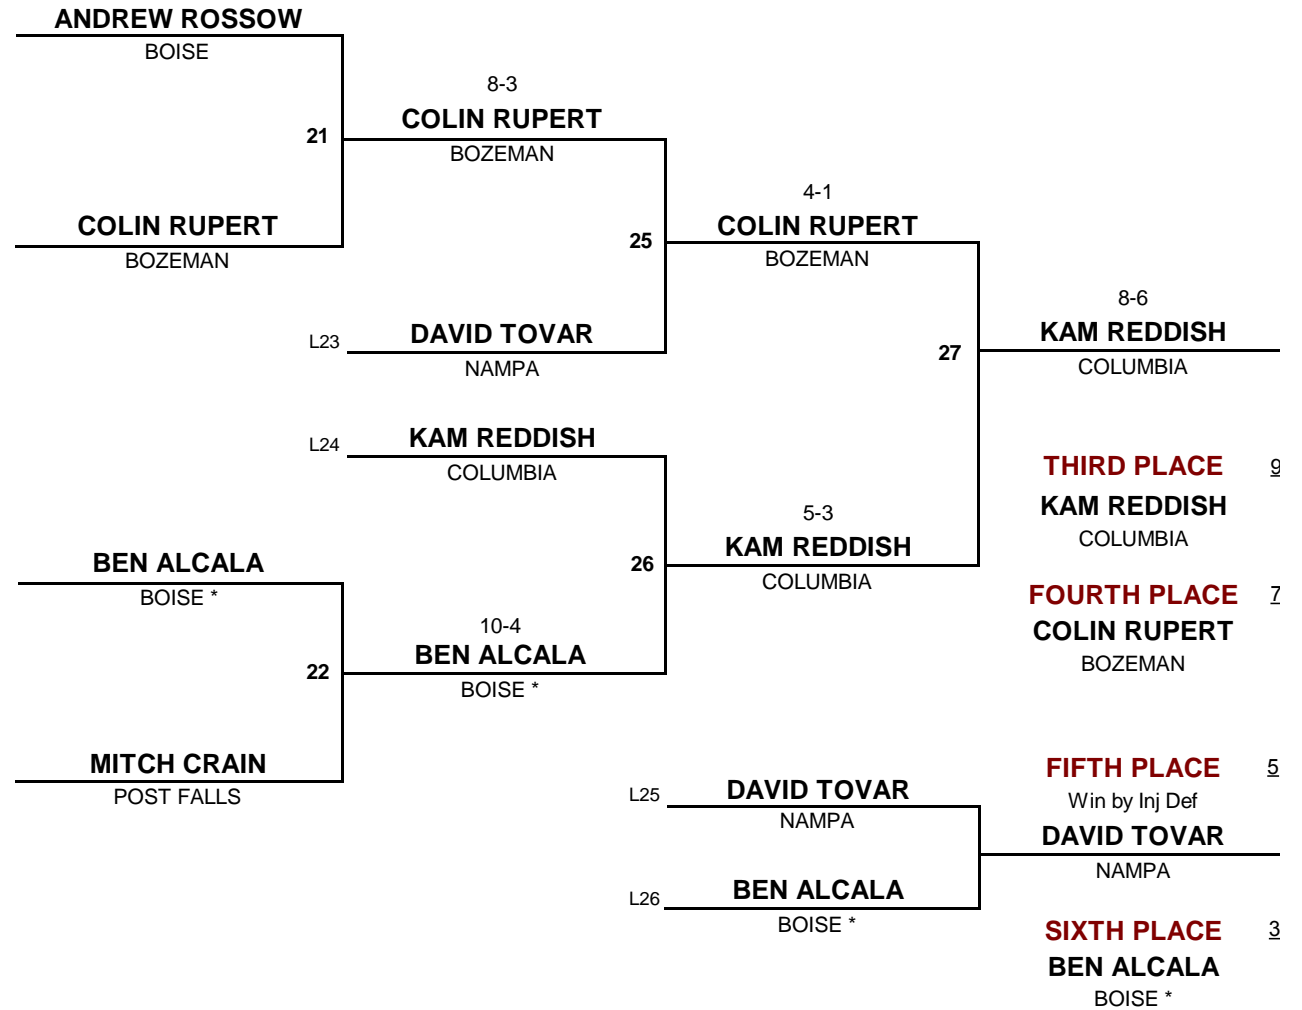 ANDREW ROSSOW
BOISE
8-3
21
COLIN RUPERT
BOZEMAN
4-1
COLIN RUPERT
BOZEMAN
25
COLIN RUPERT
BOZEMAN
8-6
L23
DAVID TOVAR
NAMPA
27
KAM REDDISH
COLUMBIA
L24
KAM REDDISH
COLUMBIA
THIRD PLACE 9
KAM REDDISH
COLUMBIA
5-3
KAM REDDISH
COLUMBIA
26
BEN ALCALA
BOISE *
FOURTH PLACE 7
COLIN RUPERT
BOZEMAN
10-4
BEN ALCALA
BOISE *
22
MITCH CRAIN
POST FALLS
FIFTH PLACE 5
Win by Inj Def
L25
DAVID TOVAR
NAMPA
DAVID TOVAR
NAMPA
L26
BEN ALCALA
BOISE *
SIXTH PLACE 3
BEN ALCALA
BOISE *